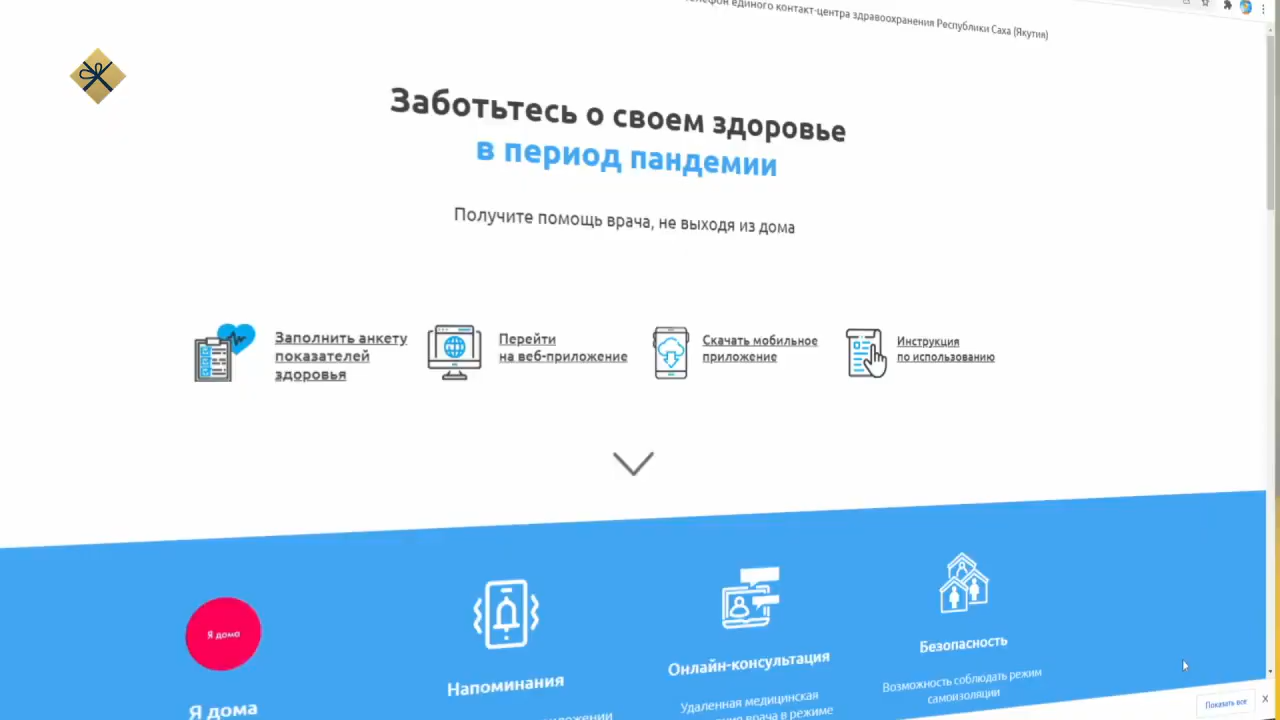 единого контакт-центра здравоохранения Республики Саха (Якутия)
Заботьтесь о своем здоровье
в период пандемии
Получите помощь врача, не выходя из дома
Заполнить анкету
показателей
здоровья
Перейти
на веб-приложение
Скачать мобильное
приложение
Инструкция
по использованию
Я дома
Я дома
Напоминания
Онлайн-консультация
Удаленная медицинская
врача в режиме
Безопасность
Возможность соблюдать режим
самоизоляции
Показать все